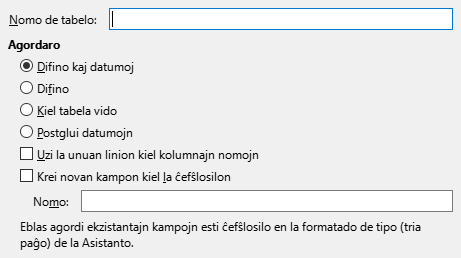 Nomo de tabelo:
Agordaro
Difino kaj datumoj
Difino
Kiel tabela vido
Postglui datumojn
Uzi la unuan linion kiel kolumnajn nomojn
Krei novan kampon kiel la ĉefŝlosilon
Nomo:
Eblas agordi ekzistantajn kampojn esti ĉefŝlosilo en la formatado de tipo (tria
paĝo) de la Asistanto.